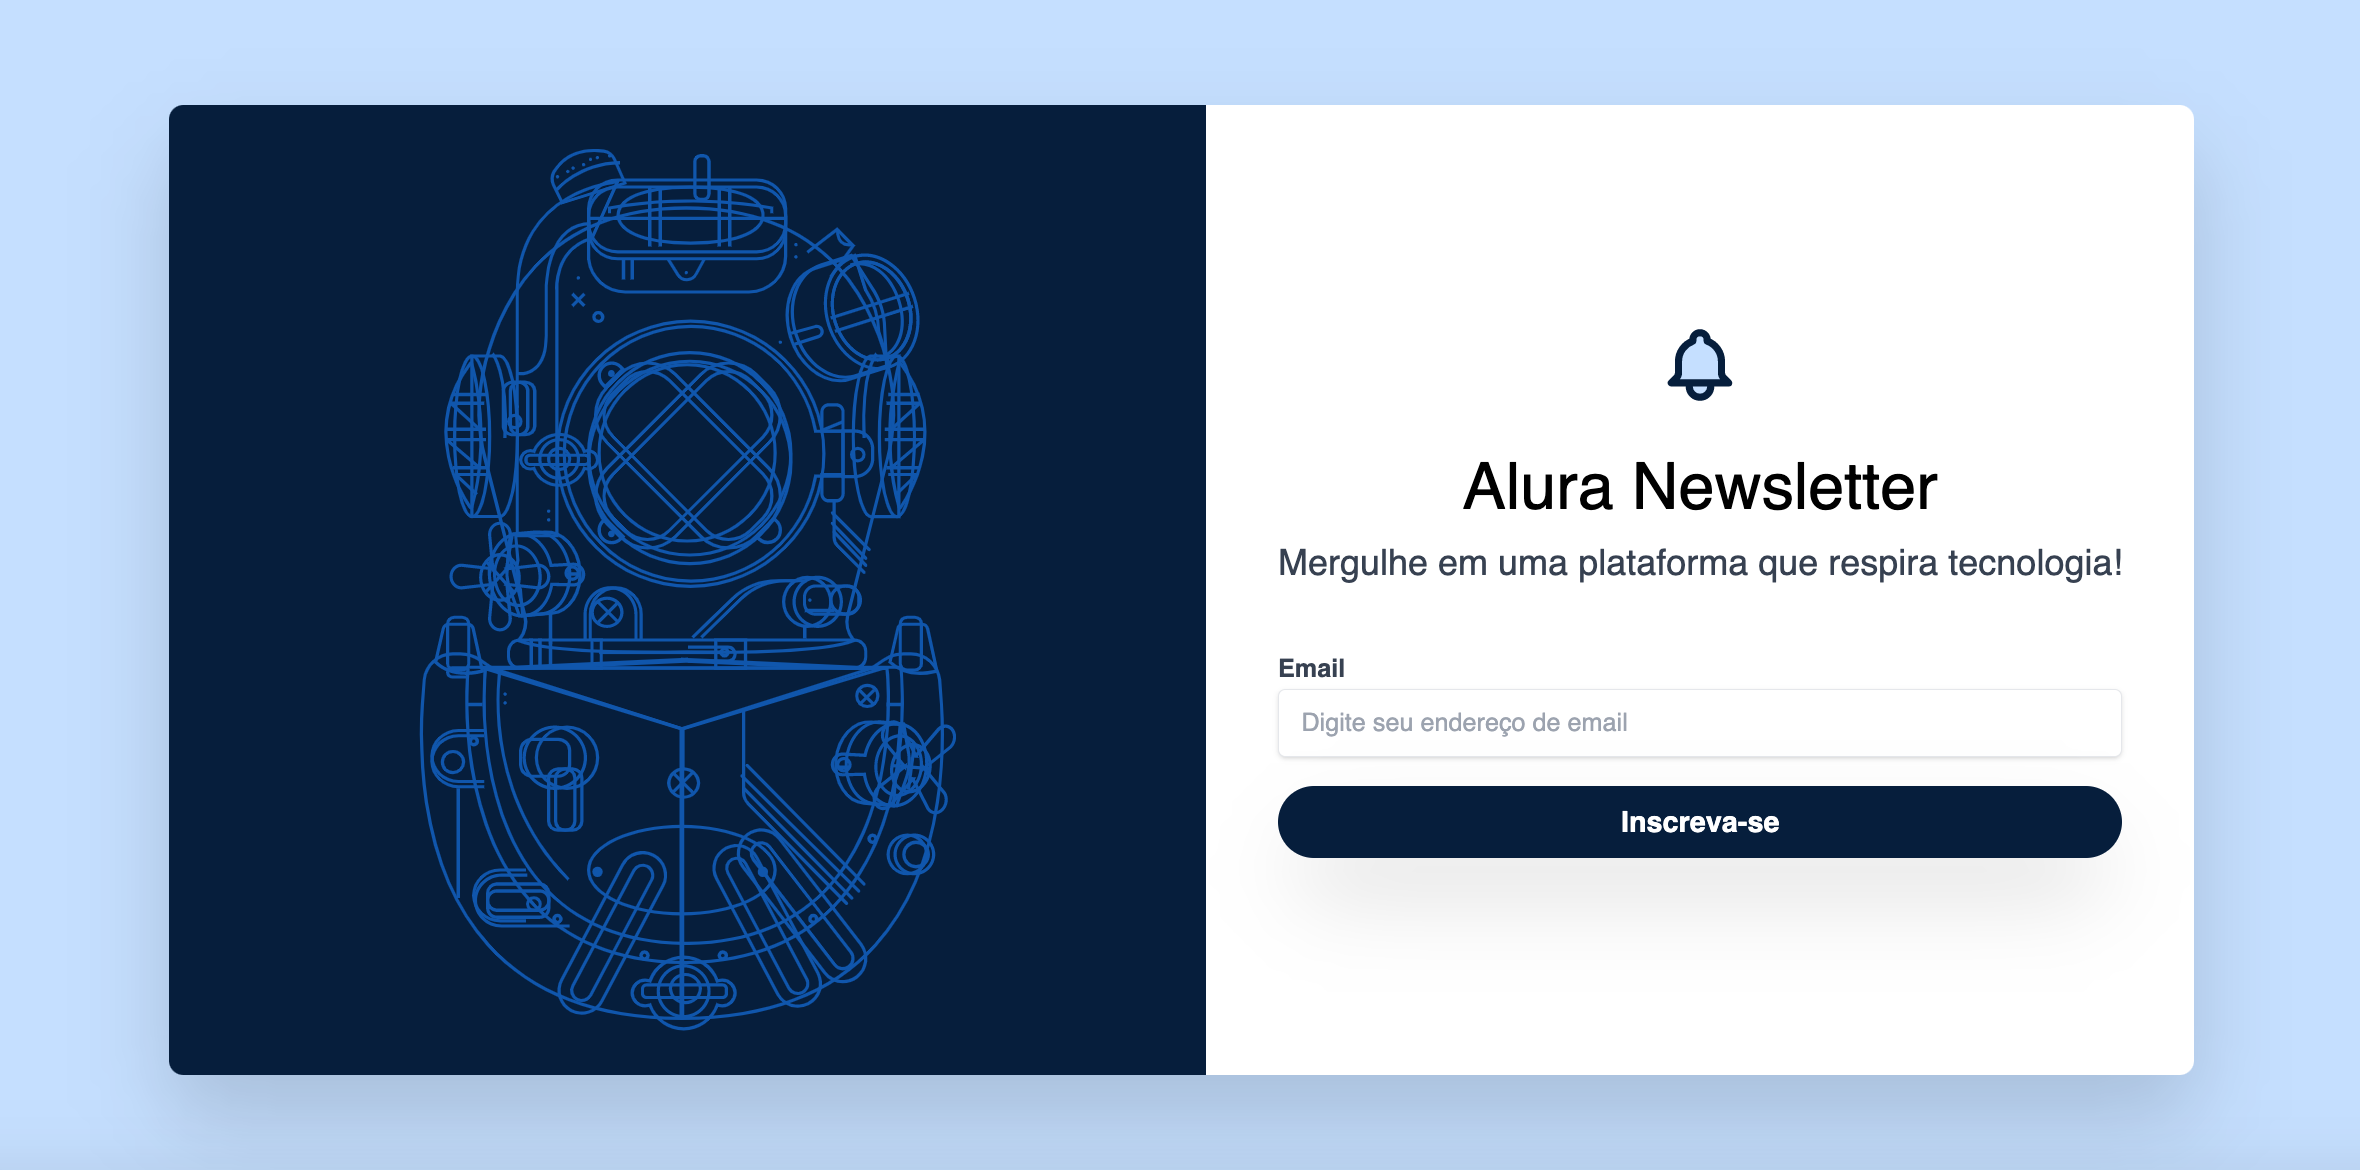 Alura Newsletter
Mergulhe em uma plataforma que respira tecnologia!
Email
Digite seu endereço de email
Inscreva-se